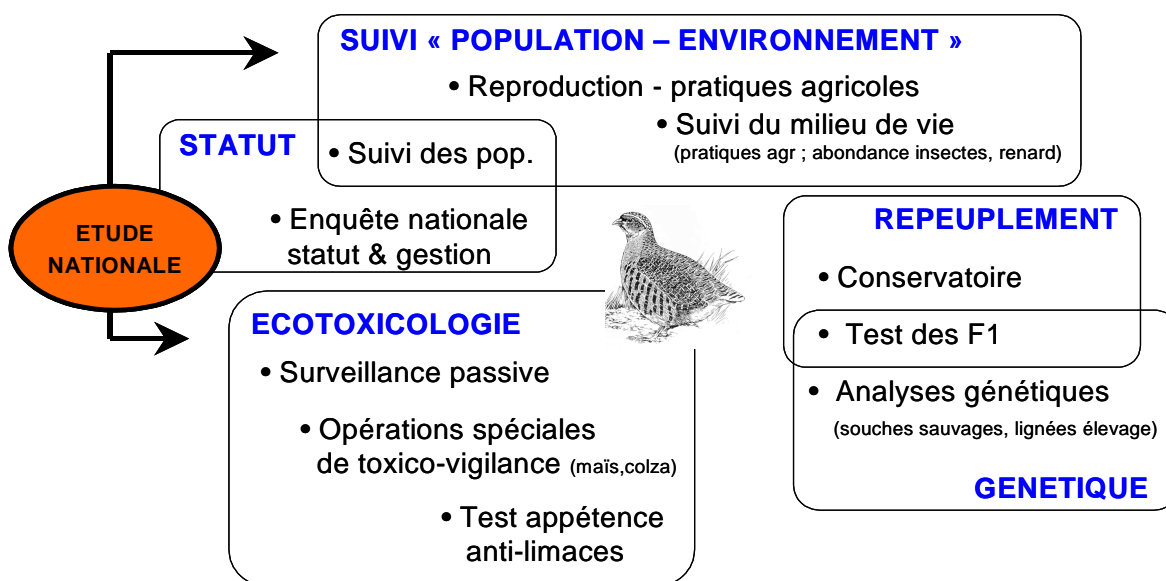 SUIVI « POPULATION – ENVIRONNEMENT »
• Reproduction - pratiques agricoles
• Suivi du milieu de vie
(pratiques agr ; abondance insectes, renard)
STATUT
• Suivi des pop.
• Enquête nationale
statut & gestion
ETUDE
NATIONALE
REPEUPLEMENT
• Conservatoire
• Test des F1
• Analyses génétiques
(souches sauvages, lignées élevage)
GENETIQUE
ECOTOXICOLOGIE
• Surveillance passive
• Opérations spéciales
de toxico-vigilance (maïs,colza)
• Test appétence
anti-limaces